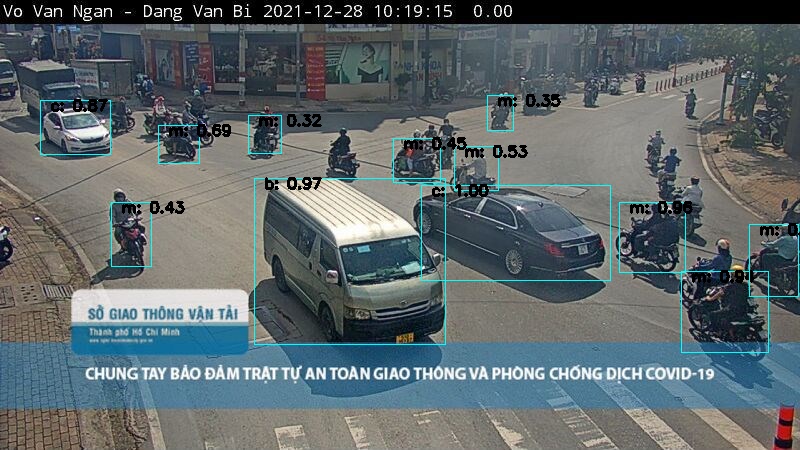 Vo Van Ngan - Dang Van Bi 2021-12-28 10:19:15 0.00
c: 0.87
m: 0.35
m: 0.69
m: 0.32
m: 0.45
m: 0.53
b: 0.97
c: 1.00
m: 0.43
m: 0.98
SỞ GIAO THÔNG VẬN TẢI
Thành phố Hồ Chí Minh
CHUNG TAY BẢO ĐẢM TRẬT TỰ AN TOÀN GIAO THÔNG VÀ PHÒNG CHỐNG DỊCH COVID-19